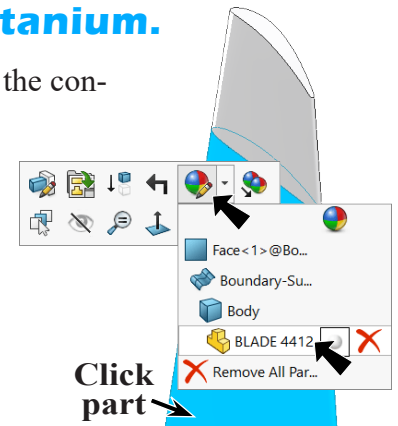 tanium.
the con-
Face<1>@Bo...
Boundary-Su...
Body
BLADE 4412
Remove All Par...
Click
part